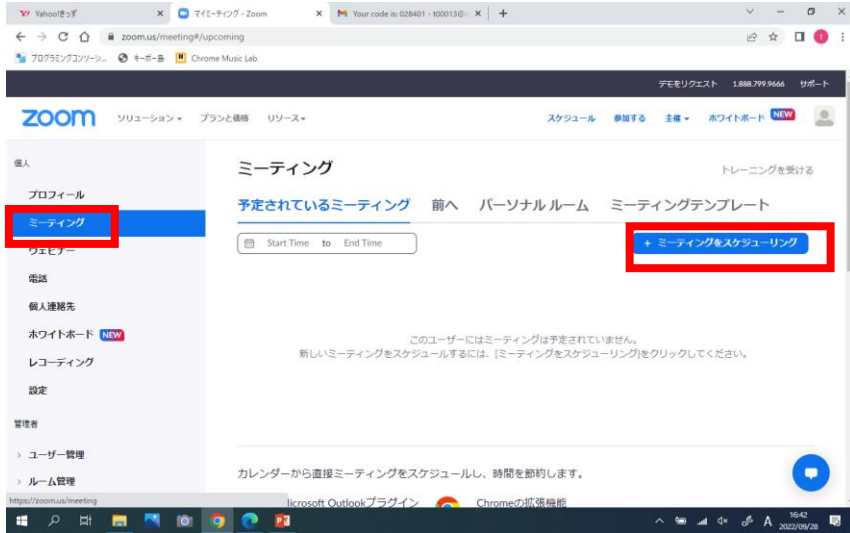 Yahoo!きっず
マイミーティング - Zoom
Your code is: 028401 - t00013@
zoom.us/meeting#/upcoming
プログラミングコンソーシ...
キーボー島
Chrome Music Lab
デモをリクエスト 1.888.799.9666 サポート
zoom ソリューション プランと価格 リソース スケジュール 参加する 主催 ホワイトボード NEW
個人
プロフィール
ミーティング
ウェビナー
電話
個人連絡先
ホワイトボード NEW
レコーディング
設定
管理者
› ユーザー管理
› ルーム管理
https://zoom.us/meeting
ミーティング
トレーニングを受ける
予定されているミーティング 前へ パーソナル ルーム ミーティングテンプレート
Start Time to End Time
+ ミーティングをスケジューリング
このユーザーにはミーティングは予定されていません。
新しいミーティングをスケジュールするには、[ミーティングをスケジューリング]をクリックしてください。
カレンダーから直接ミーティングをスケジュールし、時間を節約します。
licrosoft Outlookプラグイン
Chromeの拡張機能
A
16:42
2022/09/28